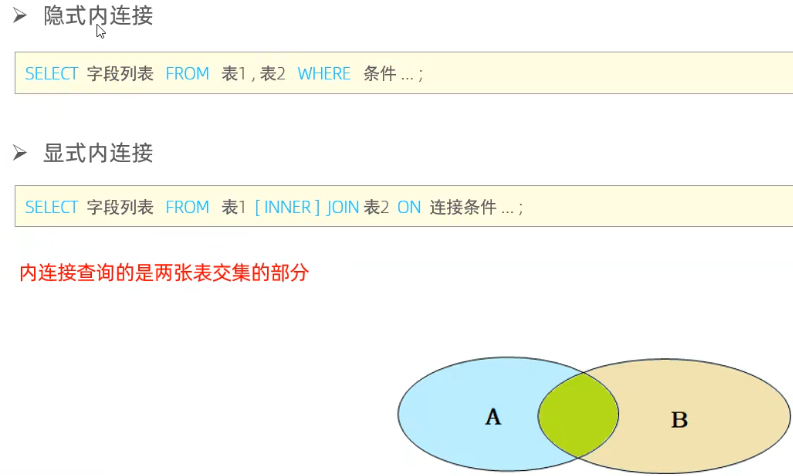 ➢ 隐式内连接
SELECT 字段列表 FROM 表1 , 表2 WHERE 条件 ... ;
➢ 显式内连接
SELECT 字段列表 FROM 表1 [ INNER ] JOIN 表2 ON 连接条件 ... ;
内连接查询的是两张表交集的部分
A B